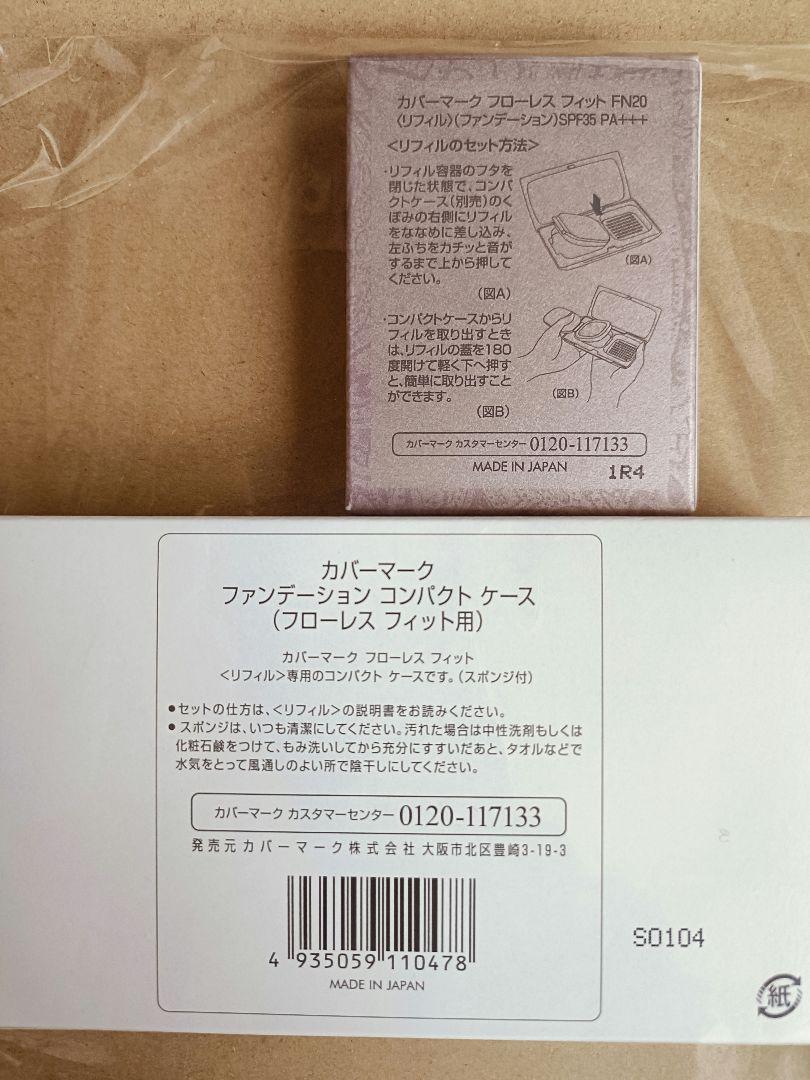 カバーマーク フローレス フィット FN20
〈リフィル〉(ファンデーション)SPF35 PA+++
<リフィルのセット方法>
・リフィル容器のフタを
閉じた状態で、コンパ
クトケース(別売)のく
ぼみの右側にリフィル
をななめに差し込み、
左ふちをカチッと音が
するまで上から押して
ください。
(図A)
(図A)
・コンパクトケースからリ
フィルを取り出すとき
は、リフィルの蓋を180
度開けて軽く下へ押す
と、簡単に取り出すこと
ができます。
(図B)
(図B)
カバーマーク カスタマーセンター 0120-117133
MADE IN JAPAN
1R4
カバーマーク
ファンデーション コンパクト ケース
(フローレス フィット用)
カバーマーク フローレス フィット
<リフィル>専用のコンパクト ケースです。(スポンジ付)
●セットの仕方は、<リフィル>の説明書をお読みください。
●スポンジは、いつも清潔にしてください。汚れた場合は中性洗剤もしくは
化粧石鹸をつけて、もみ洗いしてから充分にすすいだあと、タオルなどで
水気をとって風通しのよい所で陰干しにしてください。
カバーマーク カスタマーセンター 0120-117133
発売元 カバーマーク株式会社 大阪市北区豊崎3-19-3
4 935059 110478
MADE IN JAPAN
S0104
紙